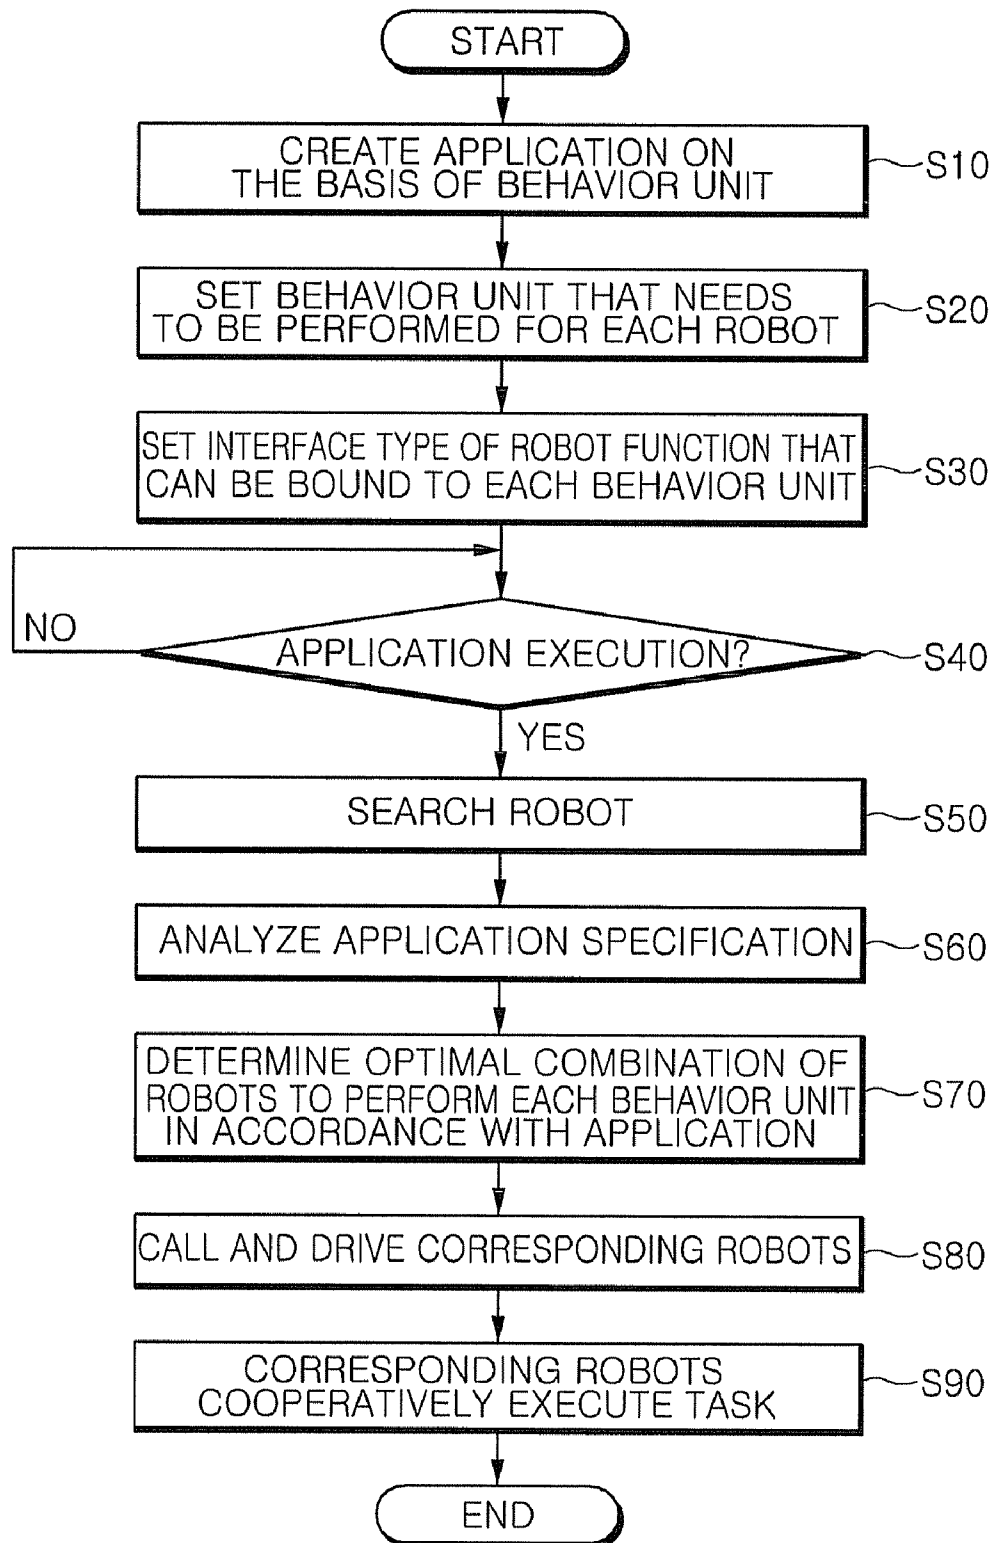 START
CREATE APPLICATION ON
THE BASIS OF BEHAVIOR UNIT
S10
SET BEHAVIOR UNIT THAT NEEDS
TO BE PERFORMED FOR EACH ROBOT
S20
SET INTERFACE TYPE OF ROBOT FUNCTION THAT
CAN BE BOUND TO EACH BEHAVIOR UNIT
S30
NO
APPLICATION EXECUTION?
S40
YES
SEARCH ROBOT
S50
ANALYZE APPLICATION SPECIFICATION
S60
DETERMINE OPTIMAL COMBINATION OF
ROBOTS TO PERFORM EACH BEHAVIOR UNIT
IN ACCORDANCE WITH APPLICATION
S70
CALL AND DRIVE CORRESPONDING ROBOTS
S80
CORRESPONDING ROBOTS
COOPERATIVELY EXECUTE TASK
S90
END